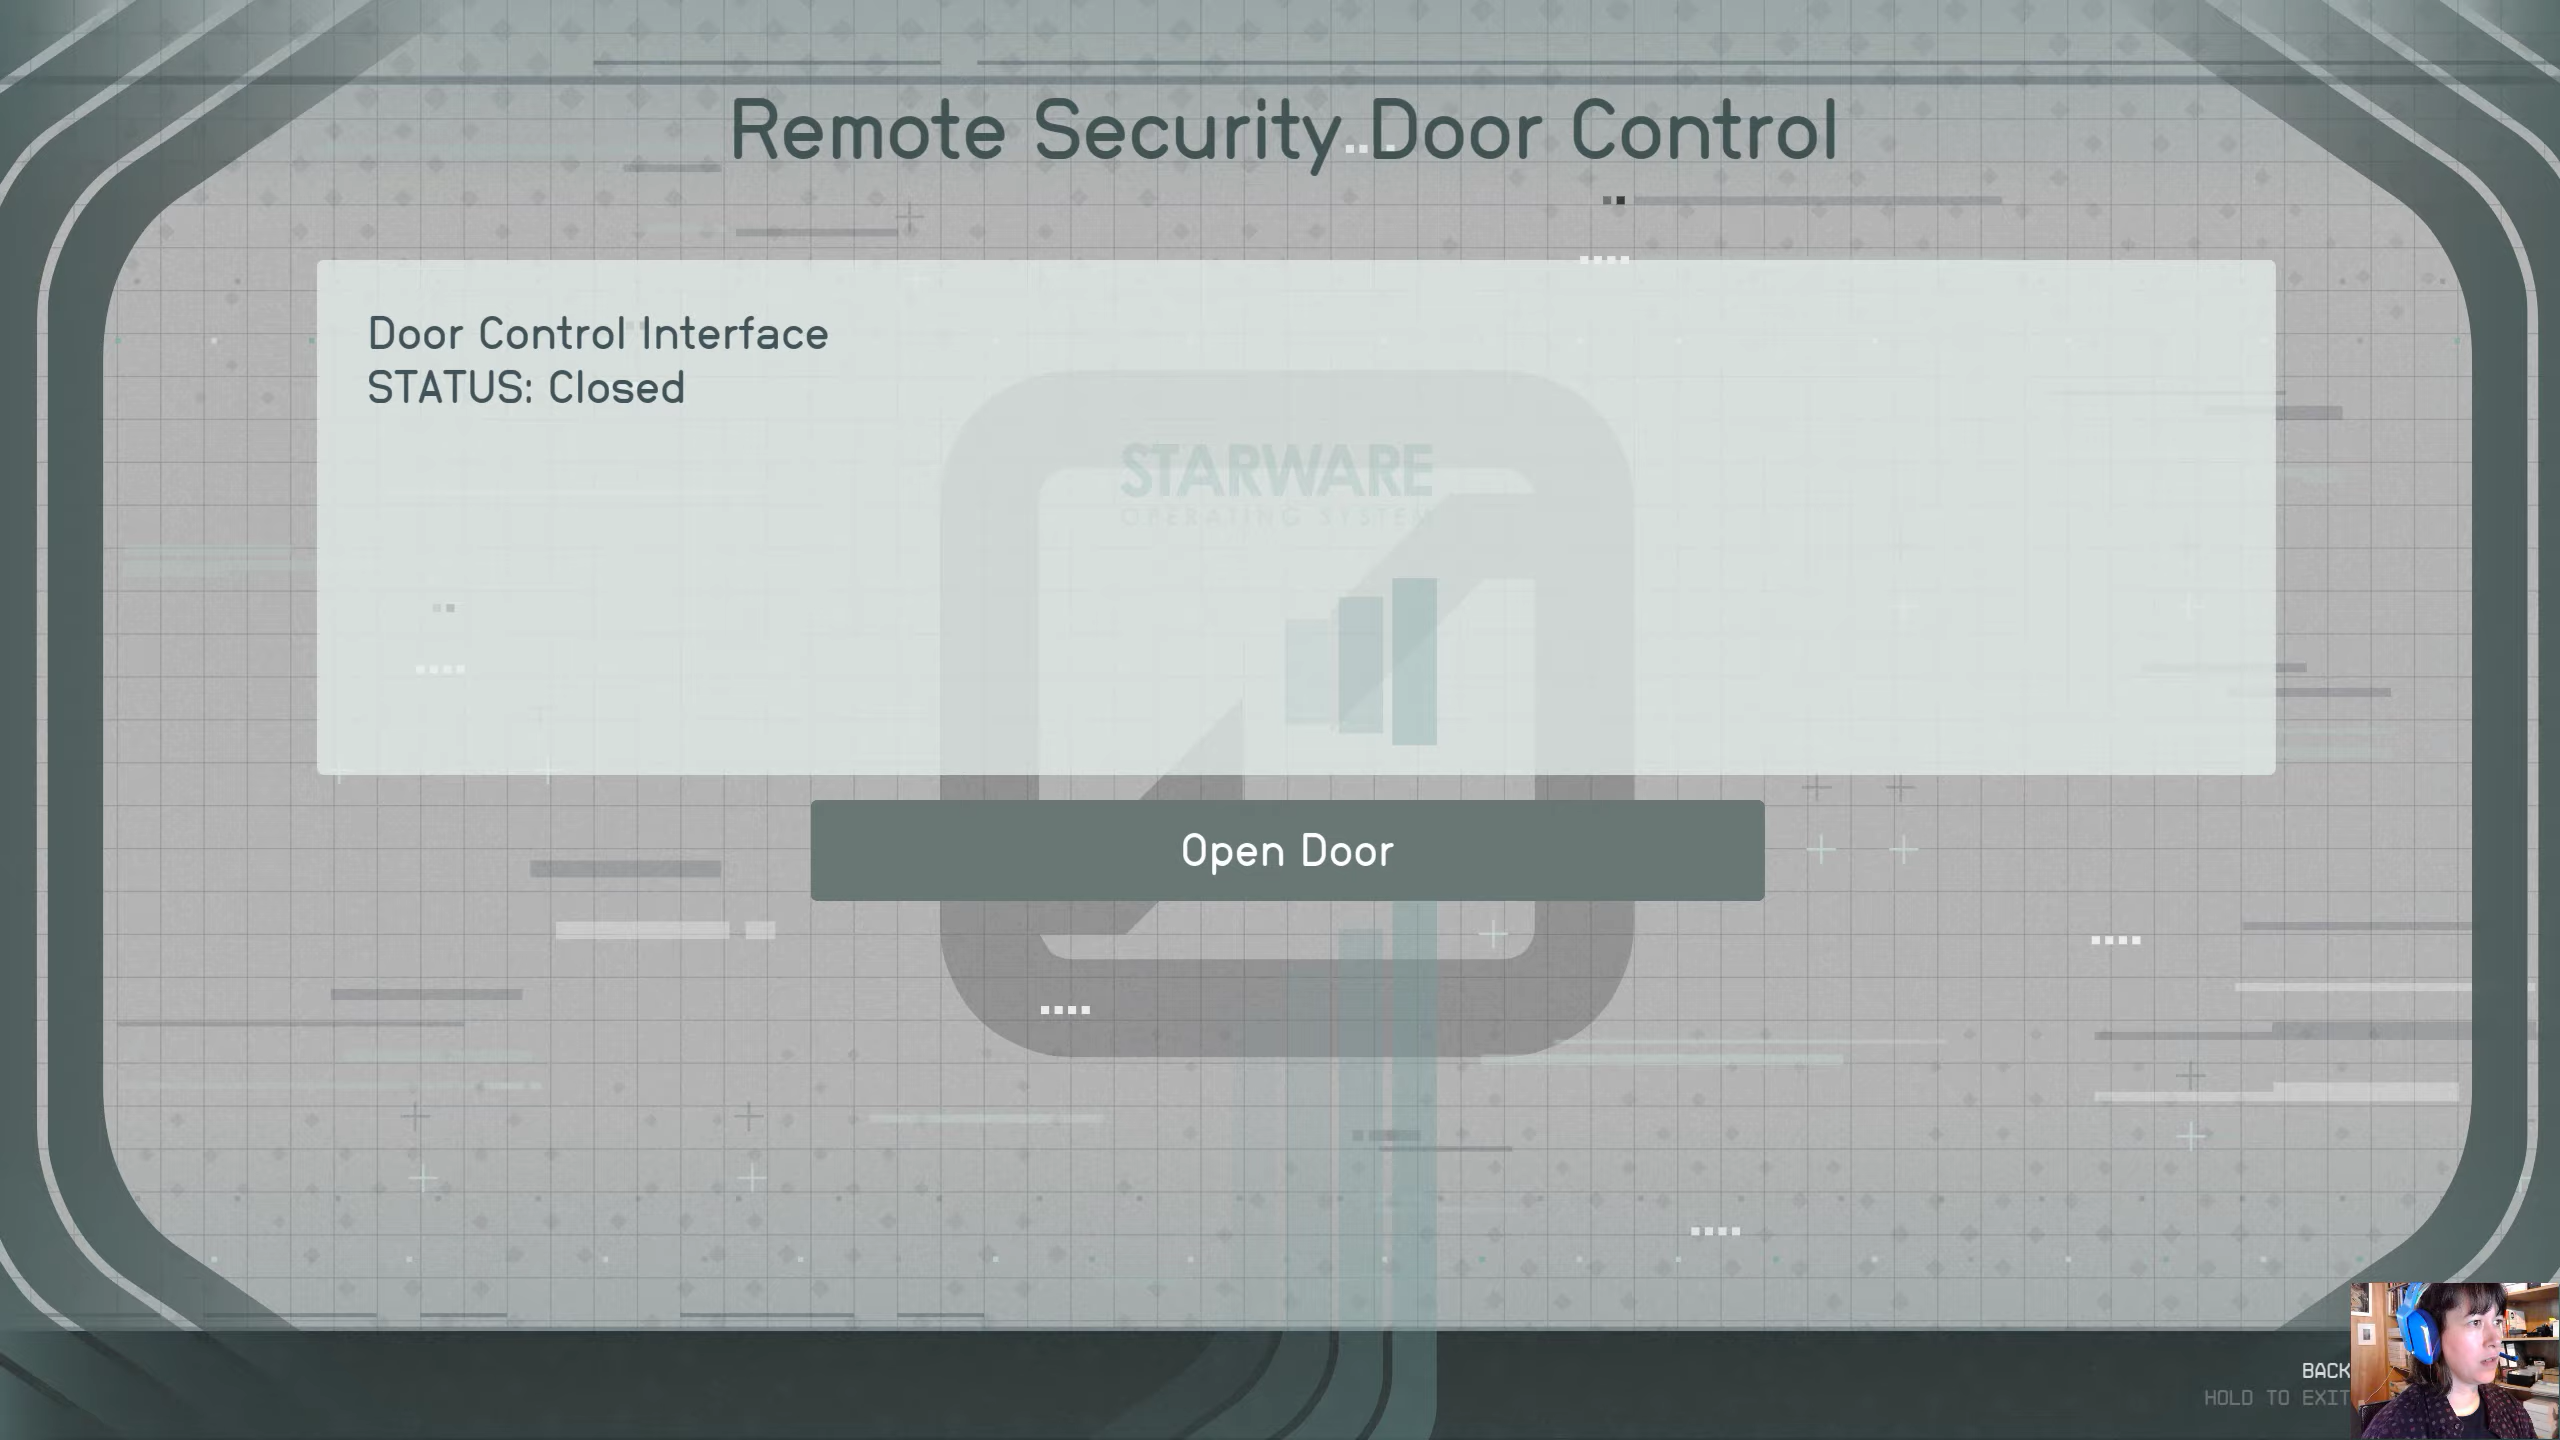 Remote Security Door Control
Door Control Interface
STATUS: Closed
STARWARE
OPERATING SYSTEM
Open Door
BACK
HOLD TO EXIT